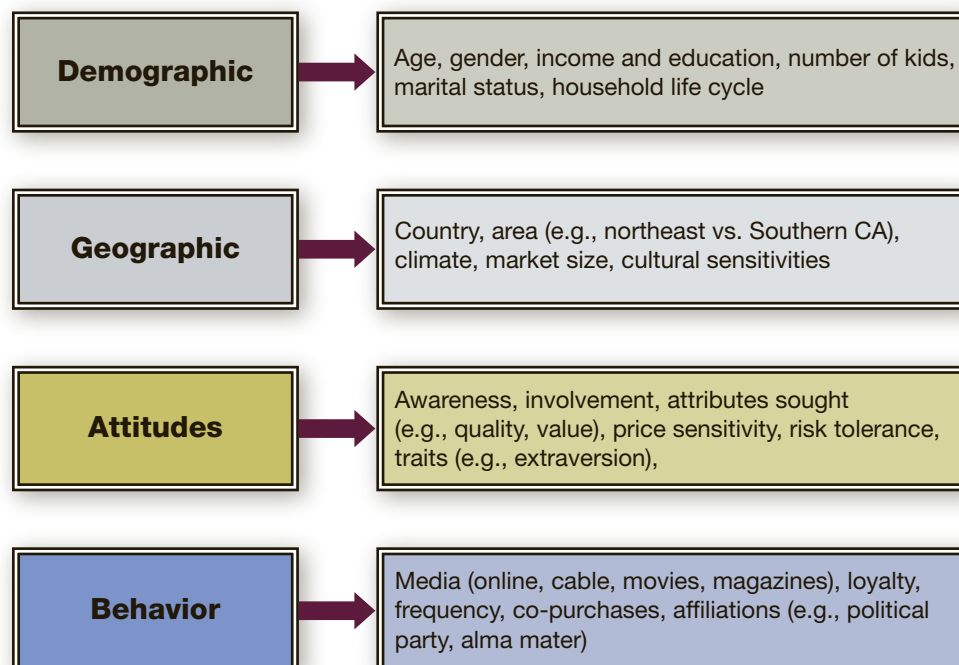 Demographic
Age, gender, income and education, number of kids,
marital status, household life cycle
Geographic
Country, area (e.g., northeast vs. Southern CA),
climate, market size, cultural sensitivities
Attitudes
Awareness, involvement, attributes sought
(e.g., quality, value), price sensitivity, risk tolerance,
traits (e.g., extraversion),
Behavior
Media (online, cable, movies, magazines), loyalty,
frequency, co-purchases, affiliations (e.g., political
party, alma mater)